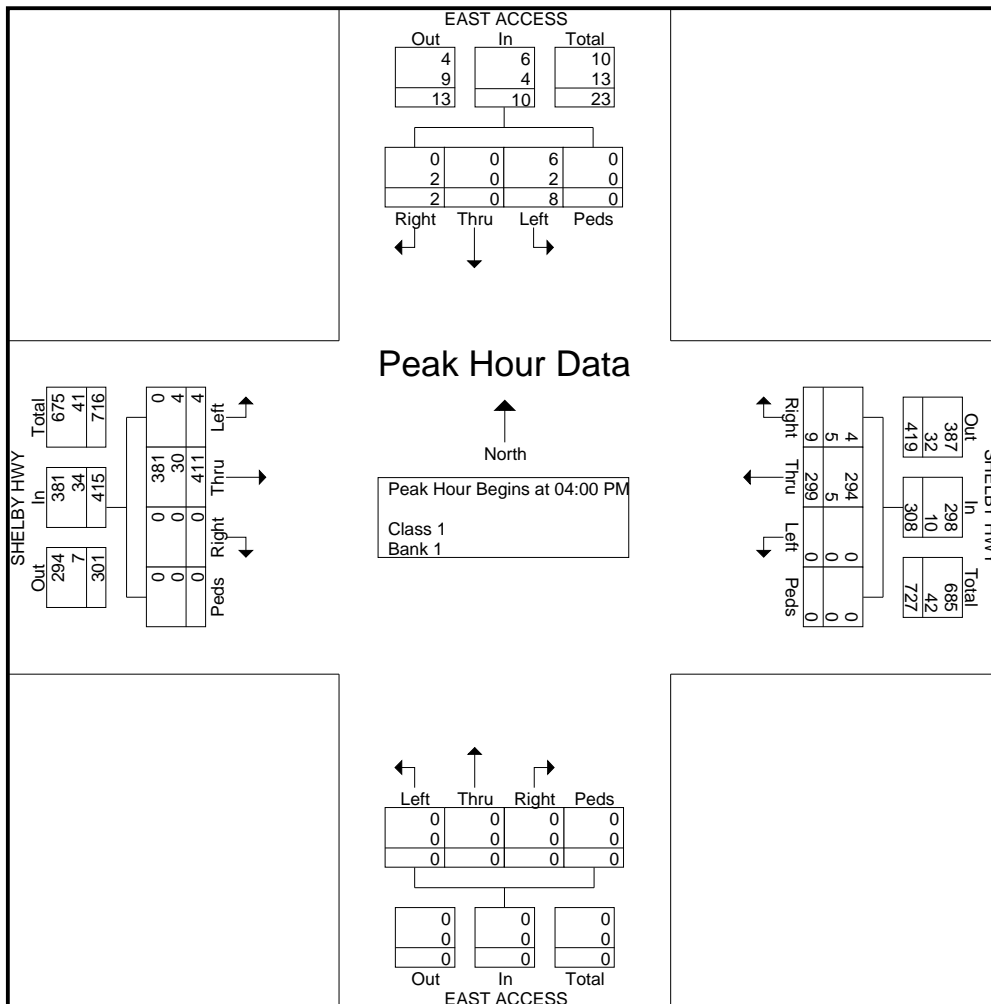 EAST ACCESS
Out In Total
4 6 10
9 4 13
13 10 23
0 0 6 0
2 0 2 0
2 0 8 0
Right Thru Left Peds
Peak Hour Data
North
Peak Hour Begins at 04:00 PM
Class 1
Bank 1
SHELBY HWY
Out In Total
294 381 675
7 34 41
301 415 716
0 381 0 0
4 30 0 0
4 411 0 0
Left Thru Right Peds
SHELBY HWY
Out In Total
387 298 685
32 10 42
419 308 727
4 294 0 0
5 5 0 0
9 299 0 0
Right Thru Left Peds
Left Thru Right Peds
0 0 0 0
0 0 0 0
0 0 0 0
0 0 0
0 0 0
0 0 0
Out In Total
EAST ACCESS